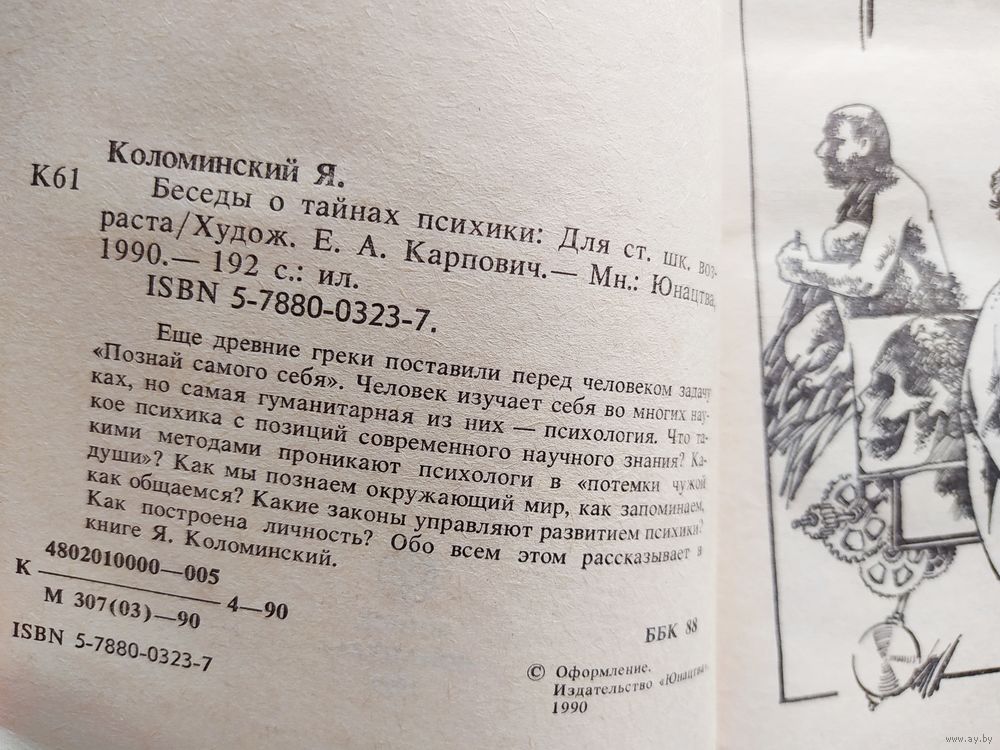 Коломинский Я.
К61
Беседы о тайнах психики: Для ст. шк. воз-
раста/Худож. Е. А. Карпович.— Мн.: Юнацтва,
1990.— 192 с.: ил.
ISBN 5-7880-0323-7.
Еще древние греки поставили перед человеком задачу
«Познай самого себя». Человек изучает себя во многих нау-
ках, но самая гуманитарная из них — психология. Что та-
кое психика с позиций современного научного знания? Ка-
кими методами проникают психологи в «потемки чужой
души»? Как мы познаем окружающий мир, как запоминаем,
как общаемся? Какие законы управляют развитием психики?
Как построена личность? Обо всем этом рассказывает в
книге Я. Коломинский.
К 4802010000—005
М 307(03)—90
4—90
ISBN 5-7880-0323-7
ББК 88
© Оформление.
Издательство «Юнацтва»,
1990
www.ay.by